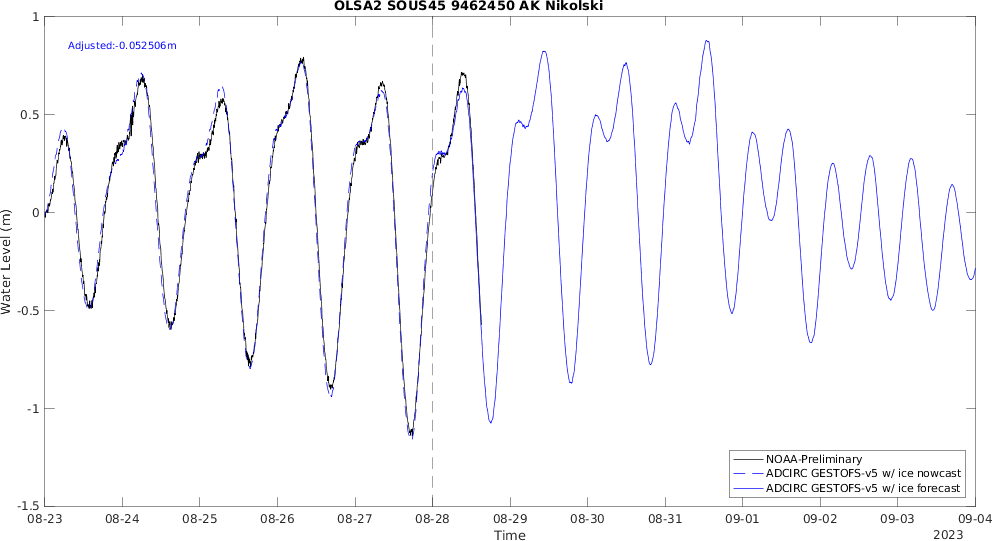 OLSA2 SOUS45 9462450 AK Nikolski
Adjusted:-0.052506m
1
0.5
0
-0.5
-1
-1.5
Water Level (m)
NOAA-Preliminary
ADCIRC GESTOFS-v5 w/ ice nowcast
ADCIRC GESTOFS-v5 w/ ice forecast
08-23 08-24 08-25 08-26 08-27 08-28 08-29 08-30 08-31 09-01 09-02 09-03 09-04
Time
2023